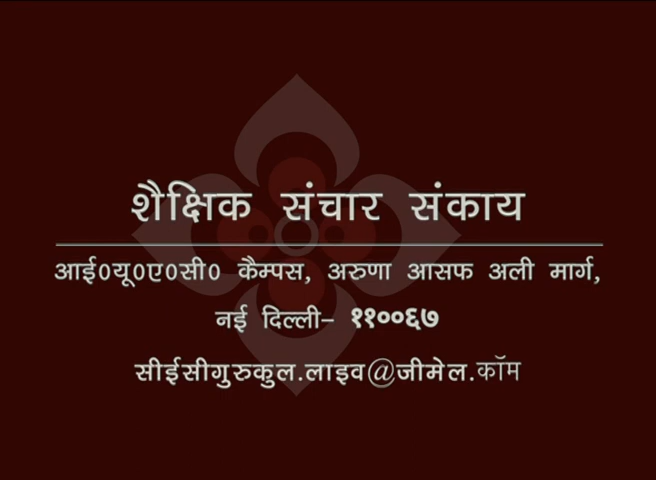 शैक्षिक संचार संकाय
आई०यू०ए०सी० कैम्पस, अरुणा आसफ अली मार्ग,
नई दिल्ली- ११००६७
सीईसीगुरुकुल.लाइव@जीमेल.कॉम